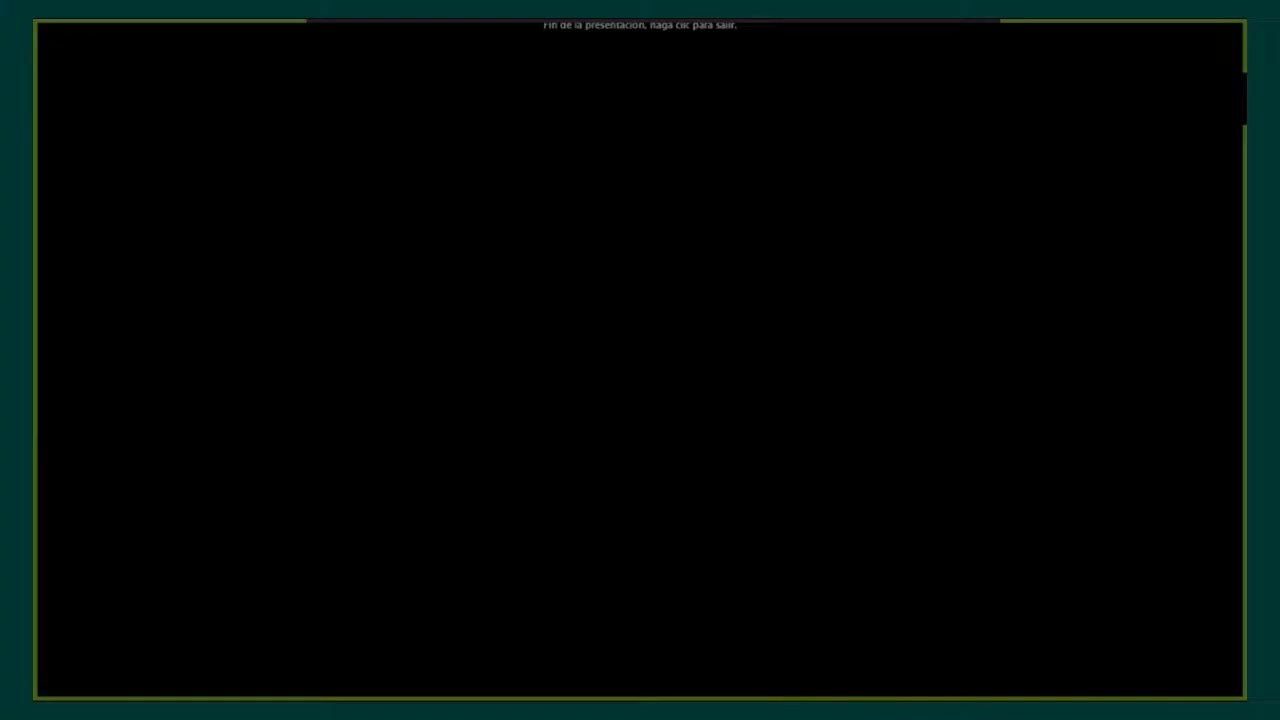 Fin de la presentación, haga clic para salir.